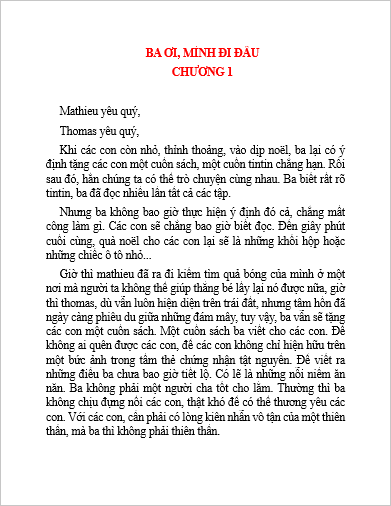 BA ƠI, MÌNH ĐI ĐÂU
CHƯƠNG 1
Mathieu yêu quý,
Thomas yêu quý,
Khi các con còn nhỏ, thỉnh thoảng, vào dịp noël, ba lại có ý
định tặng các con một cuốn sách, một cuốn tintin chẳng hạn. Rồi
sau đó, hẳn chúng ta có thể trò chuyện cùng nhau. Ba biết rất rõ
tintin, ba đã đọc nhiều lần tất cả các tập.
Nhưng ba không bao giờ thực hiện ý định đó cả, chẳng mất
công làm gì. Các con sẽ chẳng bao giờ biết đọc. Đến giây phút
cuối cùng, quà noël cho các con lại sẽ là những khối hộp hoặc
những chiếc ô tô nhỏ...
Giờ thì mathieu đã ra đi kiếm tìm quả bóng của mình ở một
nơi mà người ta không thể giúp thằng bé lấy lại nó được nữa, giờ
thì thomas, dù vẫn luôn hiện diện trên trái đất, nhưng tâm hồn đã
ngày càng phiêu du giữa những đám mây, tuy vậy, ba vẫn sẽ tặng
các con một cuốn sách. Một cuốn sách ba viết cho các con. Để
không ai quên được các con, để các con không chỉ hiện hữu trên
một bức ảnh trong tấm thẻ chứng nhận tật nguyền. Để viết ra
những điều ba chưa bao giờ tiết lộ. Có lẽ là những nỗi niềm ăn
năn. Ba không phải một người cha tốt cho lắm. Thường thì ba
không chịu đựng nổi các con, thật khó để có thể thương yêu các
con. Với các con, cần phải có lòng kiên nhẫn vô tận của một thiên
thần, mà ba thì không phải thiên thần.